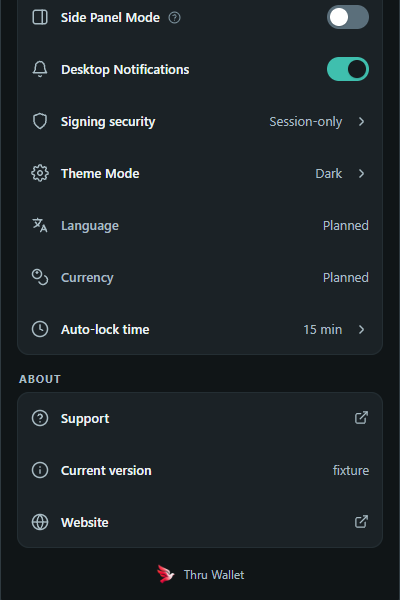 Side Panel Mode
Desktop Notifications
Signing security Session-only
Theme Mode Dark
Language Planned
Currency Planned
Auto-lock time 15 min
ABOUT
Support
Current version fixture
Website
Thru Wallet